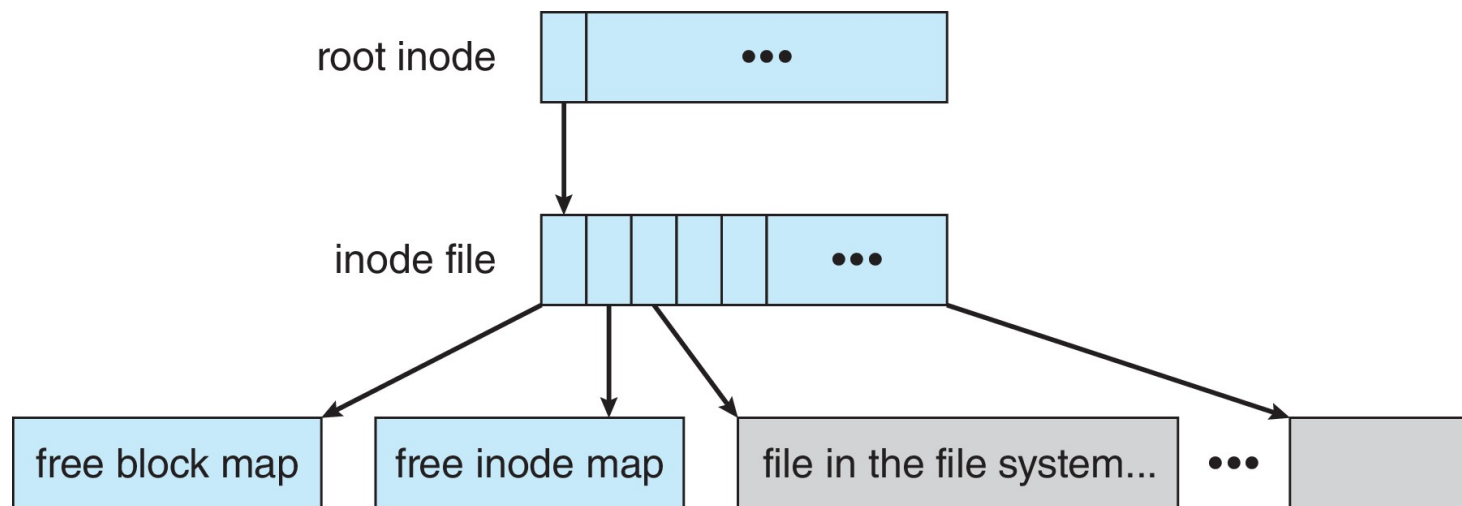 root inode
•••
inode file
•••
free block map
free inode map
file in the file system...
•••